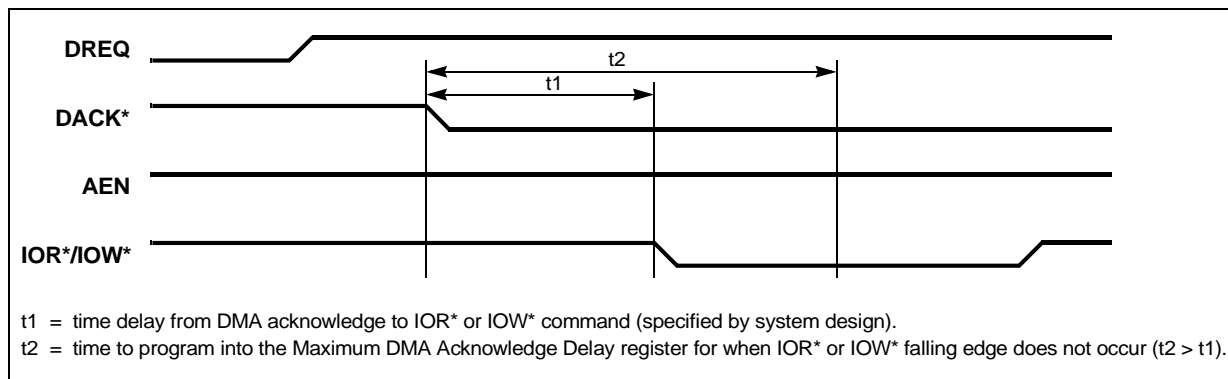 DREQ
t2
t1
DACK*
AEN
IOR*/IOW*
t1 = time delay from DMA acknowledge to IOR* or IOW* command (specified by system design).
t2 = time to program into the Maximum DMA Acknowledge Delay register for when IOR* or IOW* falling edge does not occur (t2 > t1).